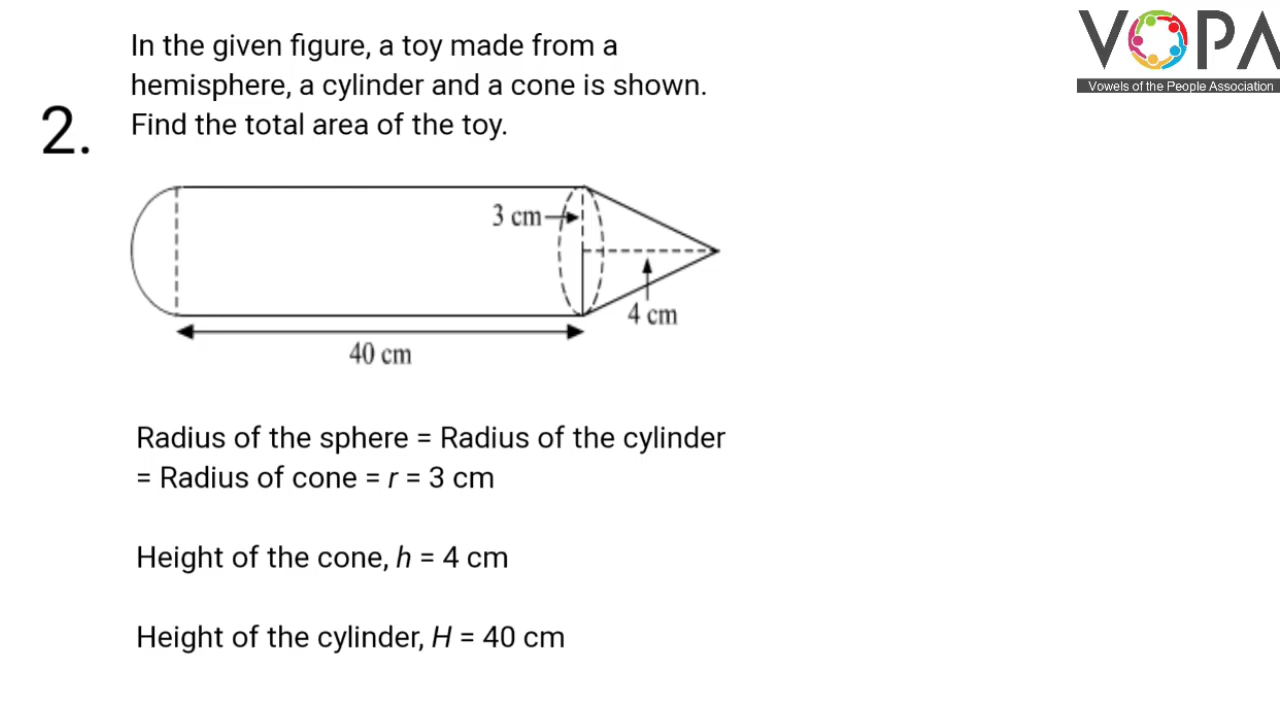 VOPA
Vowels of the People Association
In the given figure, a toy made from a
hemisphere, a cylinder and a cone is shown.
2. Find the total area of the toy.
3 cm
4 cm
40 cm
Radius of the sphere = Radius of the cylinder
= Radius of cone = r = 3 cm
Height of the cone, h = 4 cm
Height of the cylinder, H = 40 cm